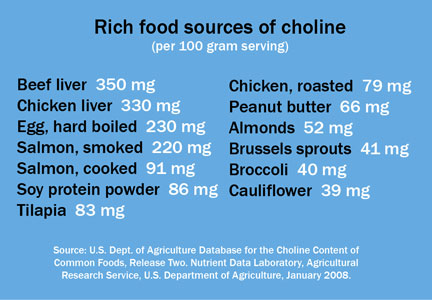 Rich food sources of choline
(per 100 gram serving)
Beef liver 350 mg
Chicken liver 330 mg
Egg, hard boiled 230 mg
Salmon, smoked 220 mg
Salmon, cooked 91 mg
Soy protein powder 86 mg
Tilapia 83 mg
Chicken, roasted 79 mg
Peanut butter 66 mg
Almonds 52 mg
Brussels sprouts 41 mg
Broccoli 40 mg
Cauliflower 39 mg
Source: U.S. Dept. of Agriculture Database for the Choline Content of
Common Foods, Release Two. Nutrient Data Laboratory, Agricultural
Research Service, U.S. Department of Agriculture, January 2008.